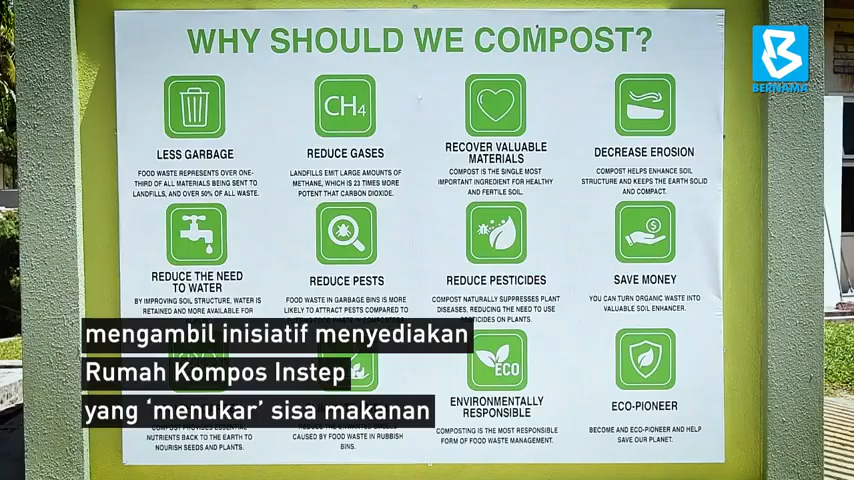 WHY SHOULD WE COMPOST?
BERNAMA
CH4
LESS GARBAGE
FOOD WASTE REPRESENTS OVER ONE-
THIRD OF ALL MATERIALS BEING SENT TO
LANDFILLS, AND OVER 50% OF ALL WASTE.
REDUCE GASES
LANDFILLS EMIT LARGE AMOUNTS OF
METHANE, WHICH IS 23 TIMES MORE
POTENT THAT CARBON DIOXIDE.
RECOVER VALUABLE
MATERIALS
COMPOST IS THE SINGLE MOST
IMPORTANT INGREDIENT FOR HEALTHY
AND FERTILE SOIL.
DECREASE EROSION
COMPOST HELPS ENHANCE SOIL
STRUCTURE AND KEEPS THE EARTH SOLID
AND COMPACT.
REDUCE THE NEED
TO WATER
BY IMPROVING SOIL STRUCTURE, WATER IS
RETAINED AND MORE AVAILABLE FOR
REDUCE PESTS
FOOD WASTE IN GARBAGE BINS IS MORE
LIKELY TO ATTRACT PESTS COMPARED TO
REDUCE PESTICIDES
COMPOST NATURALLY SUPPRESSES PLANT
DISEASES, REDUCING THE NEED TO USE
ON PLANTS.
$
SAVE MONEY
YOU CAN TURN ORGANIC WASTE INTO
VALUABLE SOIL ENHANCER.
mengambil inisiatif menyediakan
Rumah Kompos Instep
yang ‘menukar’ sisa makanan
COMPOST PROVIDES ESSENTIAL
NUTRIENTS BACK TO THE EARTH TO
NOURISH SEEDS AND PLANTS.
REDUCE THE UNWANTED
CAUSED BY FOOD WASTE IN RUBBISH
BINS.
ECO
ENVIRONMENTALLY
RESPONSIBLE
COMPOSTING IS THE MOST RESPONSIBLE
FORM OF FOOD WASTE MANAGEMENT.
ECO-PIONEER
BECOME AND ECO-PIONEER AND HELP
SAVE OUR PLANET.